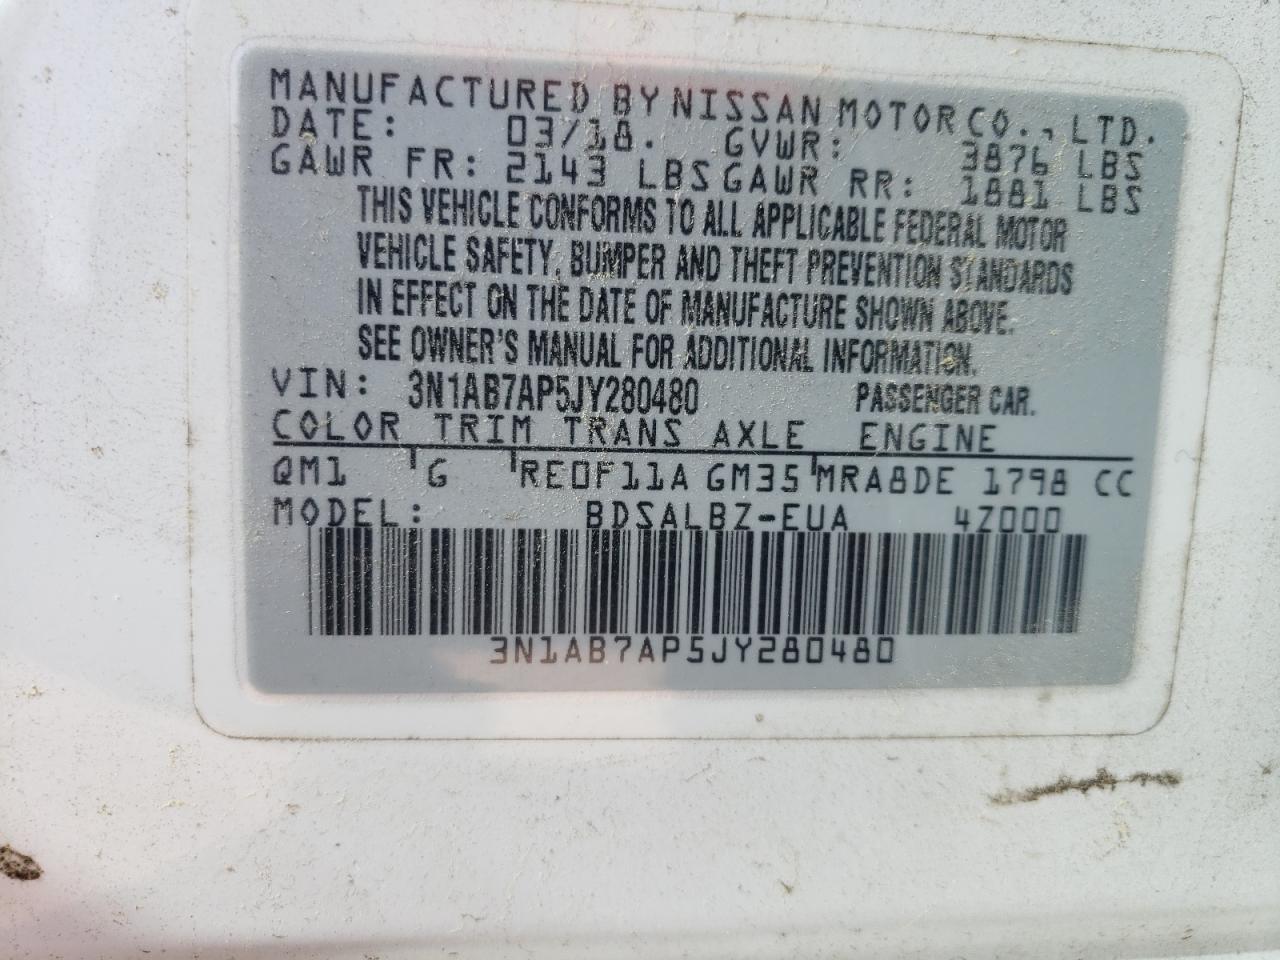 MANUFACTURED BY NISSAN MOTOR CO., LTD.
DATE: 03/18. GVWR: 3876 LBS
GAWR FR: 2143 LBS GAWR RR: 1881 LBS
THIS VEHICLE CONFORMS TO ALL APPLICABLE FEDERAL MOTOR
VEHICLE SAFETY, BUMPER AND THEFT PREVENTION STANDARDS
IN EFFECT ON THE DATE OF MANUFACTURE SHOWN ABOVE.
SEE OWNER'S MANUAL FOR ADDITIONAL INFORMATION.
VIN: 3N1AB7AP5JY280480 PASSENGER CAR.
COLOR TRIM TRANS AXLE ENGINE
QM1 G RE0F11A GM35 MRA8DE 1798 CC
MODEL: BDSALBZ-EUA 4Z000
3N1AB7AP5JY280480